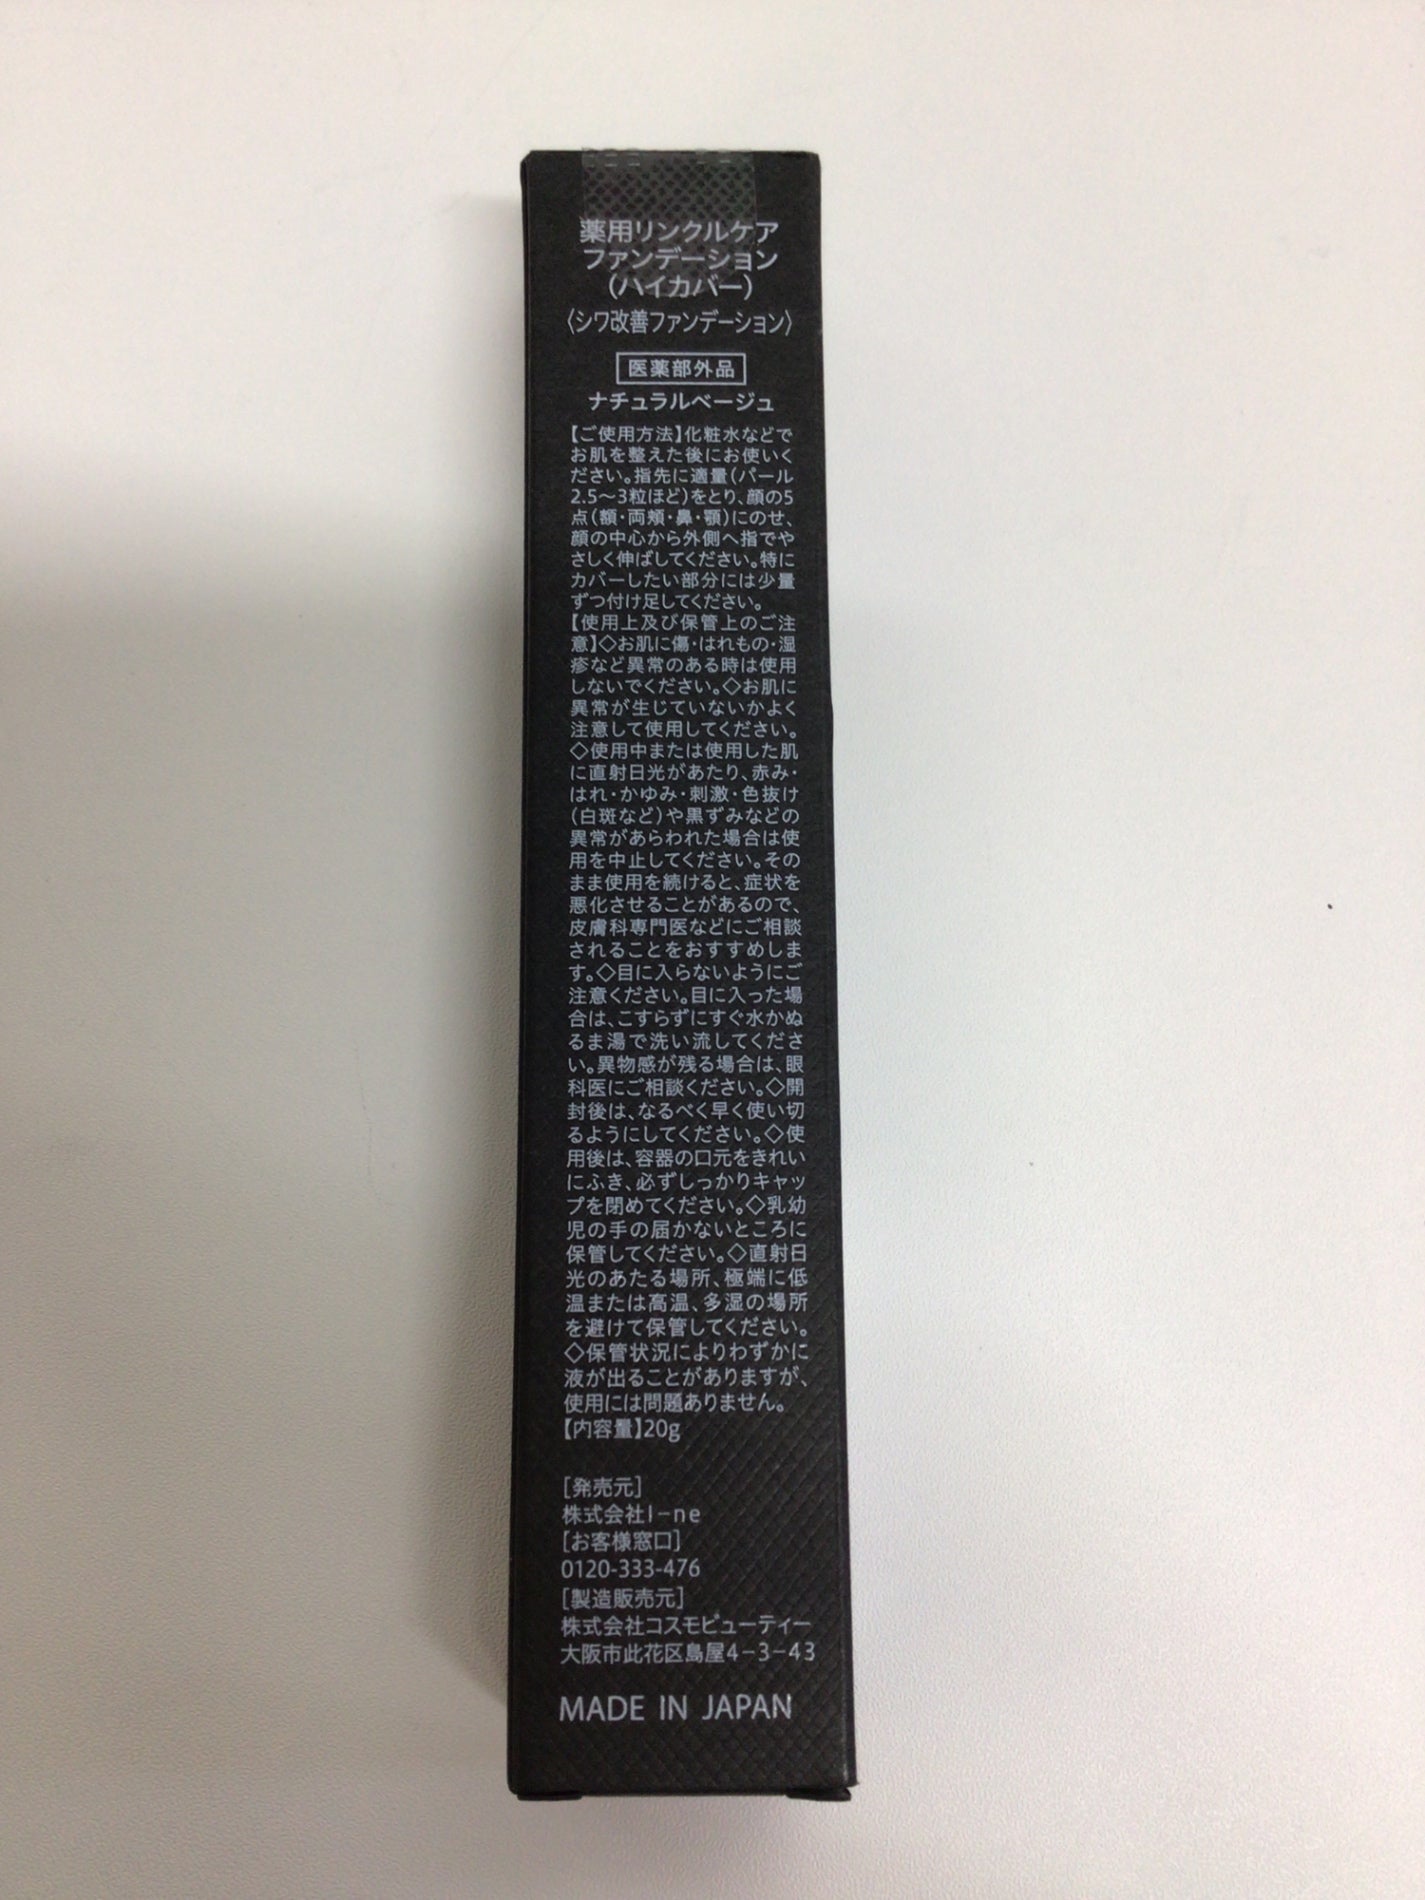 薬用リンクルケア
ファンデーション
(ハイカバー)
〈シワ改善ファンデーション〉
医薬部外品
ナチュラルベージュ
【ご使用方法】化粧水などで
お肌を整えた後にお使いく
ださい。指先に適量(パール
2.5〜3粒ほど)をとり、顔の5
点(額・両頬・鼻・顎)にのせ、
顔の中心から外側へ指でや
さしく伸ばしてください。特に
カバーしたい部分には少量
ずつ付け足してください。
【使用上及び保管上のご注
意】◇お肌に傷・はれもの・湿
疹など異常のある時は使用
しないでください。◇お肌に
異常が生じていないかよく
注意して使用してください。
◇使用中または使用した肌
に直射日光があたり、赤み・
はれ・かゆみ・刺激・色抜け
(白斑など)や黒ずみなどの
異常があらわれた場合は使
用を中止してください。その
まま使用を続けると、症状を
悪化させることがあるので、
皮膚科専門医などにご相談
されることをおすすめしま
す。◇目に入らないようにご
注意ください。目に入った場
合は、こすらずにすぐ水かぬ
るま湯で洗い流してくださ
い。異物感が残る場合は、眼
科医にご相談ください。◇開
封後は、なるべく早く使い切
るようにしてください。◇使
用後は、容器の口元をきれい
にふき、必ずしっかりキャッ
プを閉めてください。◇乳幼
児の手の届かないところに
保管してください。◇直射日
光のあたる場所、極端に低
温または高温、多湿の場所
を避けて保管してください。
◇保管状況によりわずかに
液が出ることがありますが、
使用には問題ありません。
【内容量】20g
[発売元]
株式会社I-ne
[お客様窓口]
0120-333-476
[製造販売元]
株式会社コスモビューティー
大阪市此花区島屋4-3-43
MADE IN JAPAN